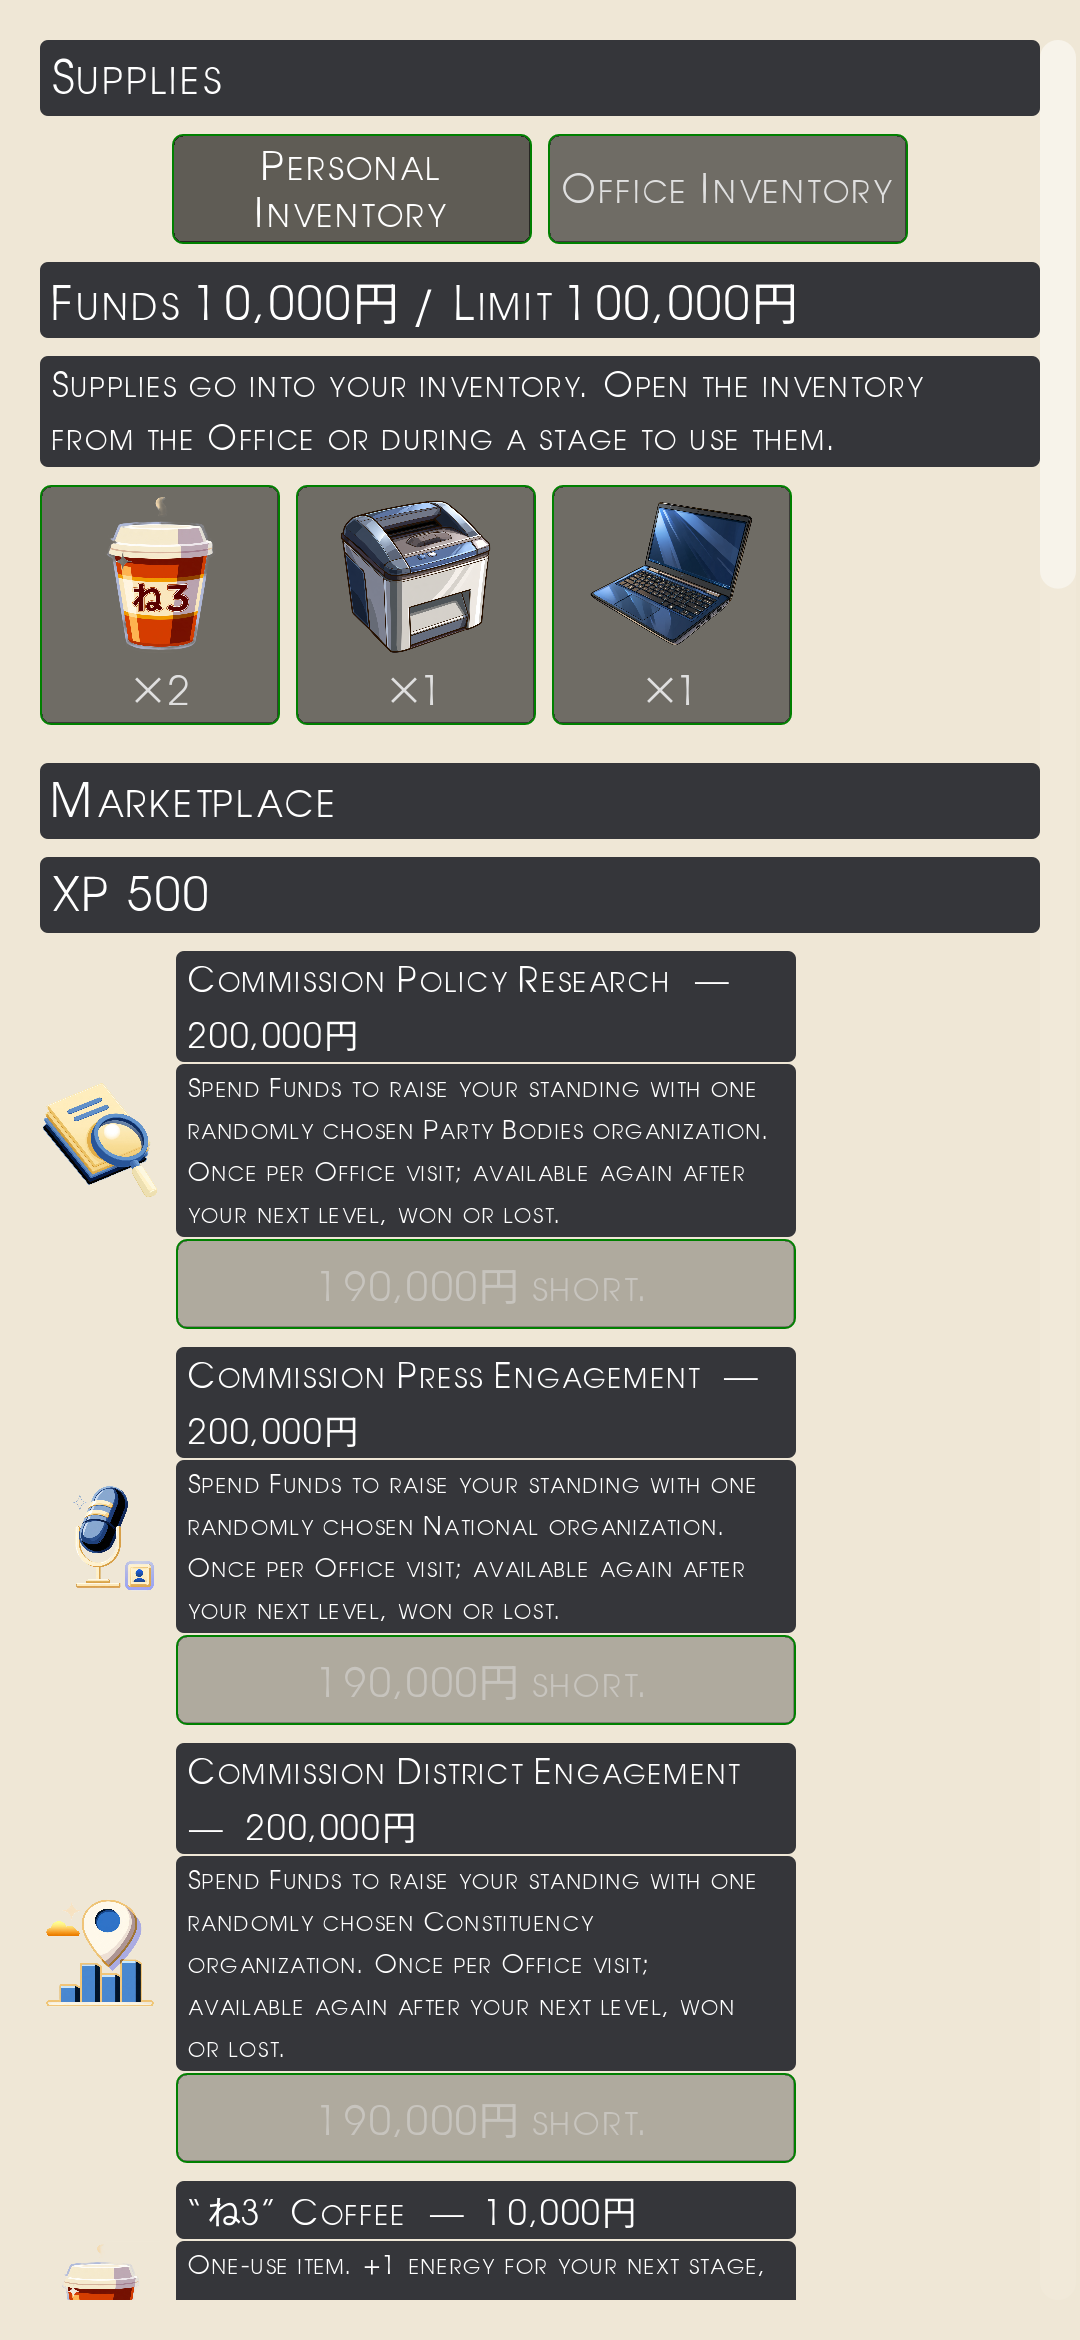 Supplies
Personal
Inventory
Office Inventory
Funds 10,000円 / Limit 100,000円
Supplies go into your inventory. Open the inventory
from the Office or during a stage to use them.
ね3
×2
×1
×1
Marketplace
XP 500
Commission Policy Research —
200,000円
Spend Funds to raise your standing with one
randomly chosen Party Bodies organization.
Once per Office visit; available again after
your next level, won or lost.
190,000円 short.
Commission Press Engagement —
200,000円
Spend Funds to raise your standing with one
randomly chosen National organization.
Once per Office visit; available again after
your next level, won or lost.
190,000円 short.
Commission District Engagement
— 200,000円
Spend Funds to raise your standing with one
randomly chosen Constituency
organization. Once per Office visit;
available again after your next level, won
or lost.
190,000円 short.
“ね3” Coffee — 10,000円
One-use item. +1 energy for your next stage,